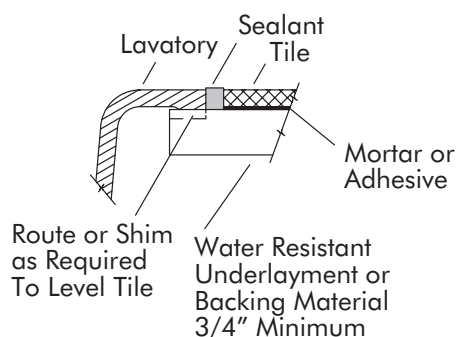 Sealant
Lavatory
Tile
Mortar or
Adhesive
Route or Shim
as Required
To Level Tile
Water Resistant
Underlayment or
Backing Material
3/4" Minimum